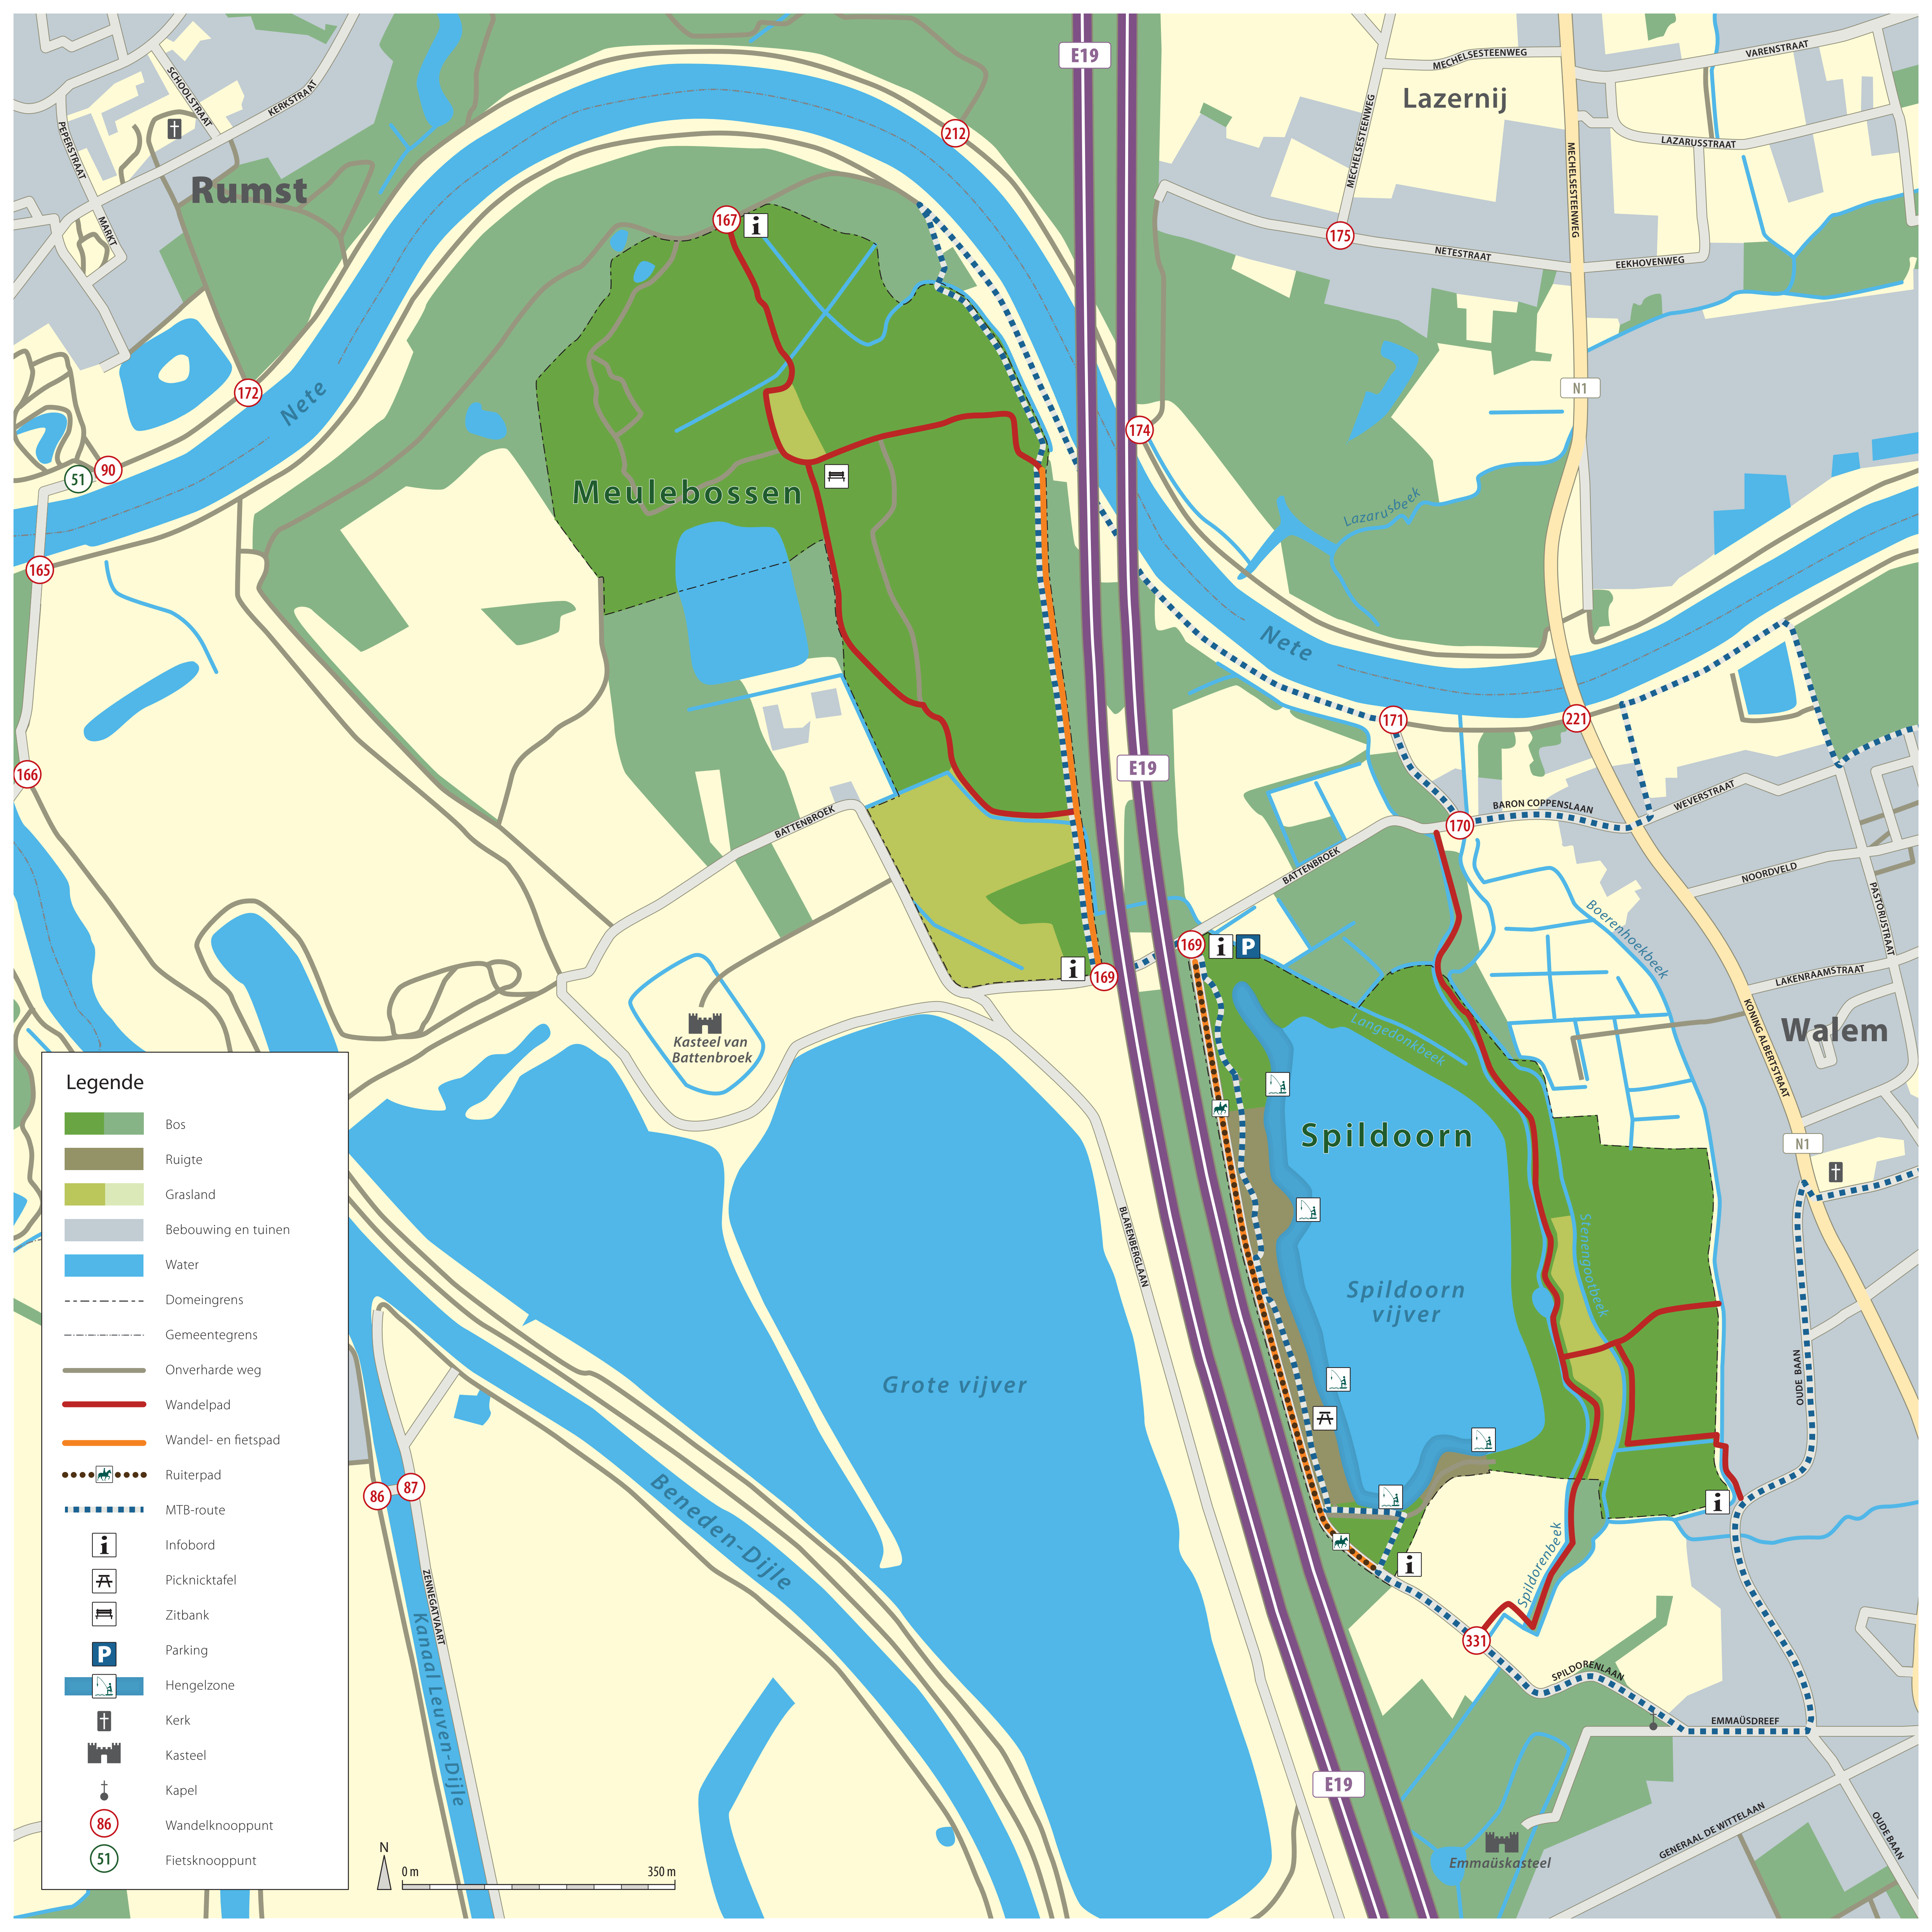 E19
MECHELSESTEENWEG
VARENSTRAAT
SCHOOLSTRAAT
KERKSTRAAT
Lazernij
MECHELSESTEENWEG
PEPERSTRAAT
212
LAZARUSSTRAAT
MECHELSESTEENWEG
Rumst
MARKT
167
i
175
NETESTRAAT
EEKHOVENWEG
172
Nete
N1
174
51
90
Meulebossen
Lazarusbeek
165
Nete
171
221
166
E19
BATTENBROEK
170
BARON COPPENSLAAN
WEVERSTRAAT
BATTENBROEK
NOORDVELD
PASTORIJSTRAAT
Boerenhoekbeek
169
i
P
i
169
LAKENRAAMSTRAAT
Kasteel van
Battenbroek
Langedonkbeek
KONING ALBERTSTRAAT
Walem
Spildoorn
N1
BLARENBERGLAAN
Stenengootbeek
Spildoorn
vijver
Grote vijver
OUDE BAAN
86
87
Beneden-Dijle
i
Spildorenbeek
i
ZENNEGATVAART
Kanaal Leuven-Dijle
331
SPILDORENLAAN
EMMAÜSDREEF
E19
GENERAAL DE WITTELAAN
OUDE BAAN
Emmaüskasteel
Legende
Bos
Ruigte
Grasland
Bebouwing en tuinen
Water
Domeingrens
Gemeentegrens
Onverharde weg
Wandelpad
Wandel- en fietspad
Ruiterpad
MTB-route
i
Infobord
Picknicktafel
Zitbank
P
Parking
Hengelzone
Kerk
Kasteel
Kapel
86
Wandelknooppunt
51
Fietsknooppunt
N
0 m
350 m